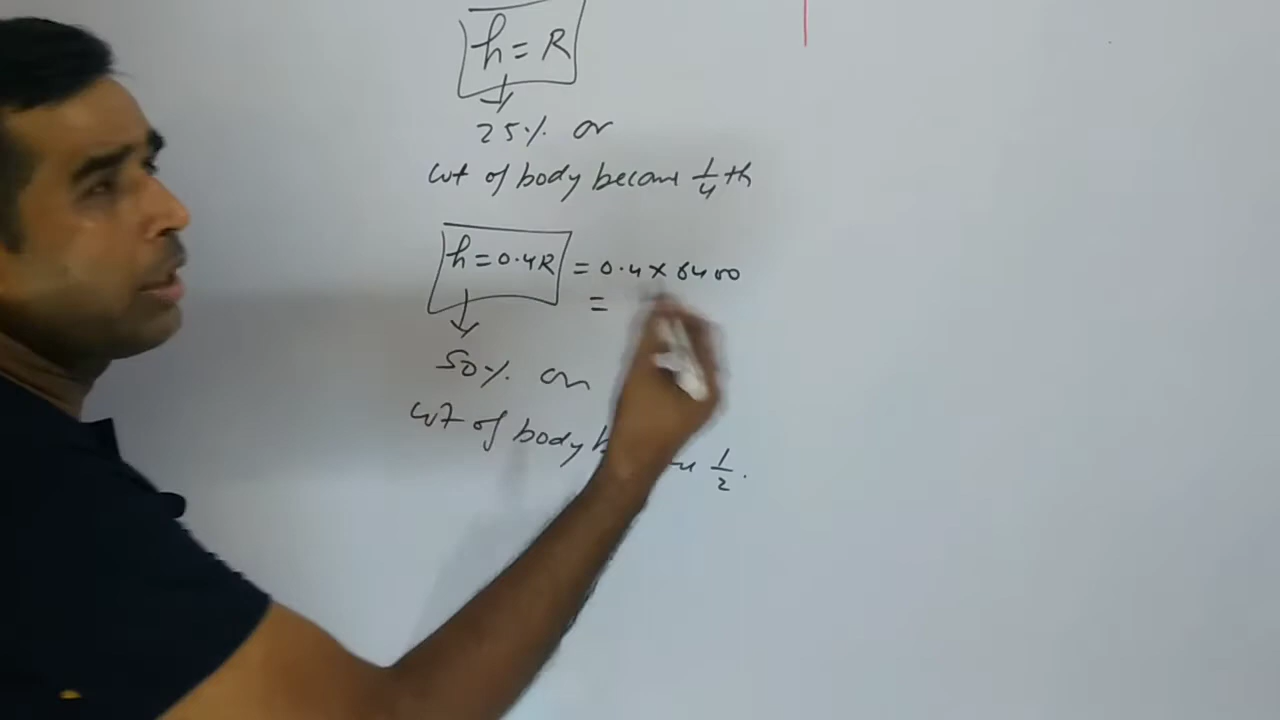 h = R
25% or
wt of body became 1/4 th
h = 0.4R = 0.4 × 6400
=
50% or
wt of body 1/2.